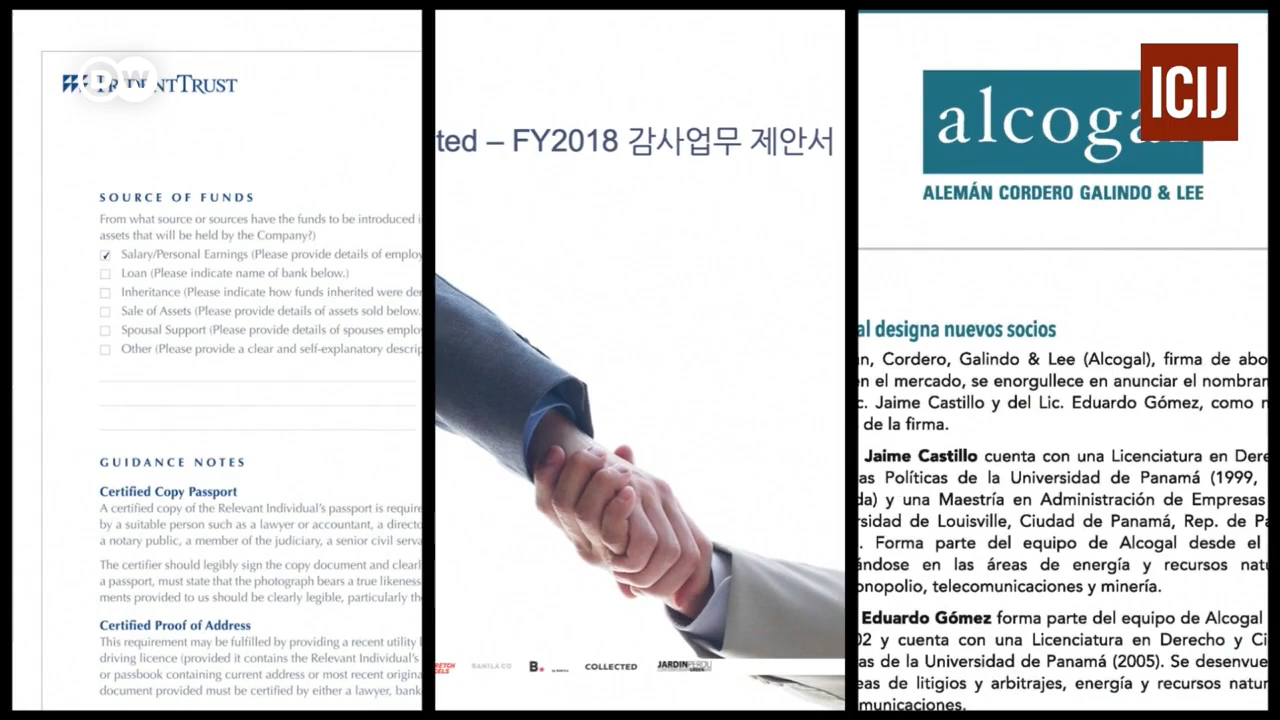 DW
TRIDENT TRUST
SOURCE OF FUNDS
From what source or sources have the funds to be introduced
assets that will be held by the Company?)
Salary/Personal Earnings (Please provide details of
Loan (Please indicate name of bank below.)
Inheritance (Please indicate how funds inherited were
Sale of Assets (Please provide details of assets sold below.
Spousal Support (Please provide details of spouses
Other (Please provide a clear and self-explanatory
GUIDANCE NOTES
Certified Copy Passport
A certified copy of the Relevant Individual's passport is
by a suitable person such as a lawyer or accountant, a
a notary public, a member of the judiciary, a senior civil
The certifier should legibly sign the copy document and
a passport, must state that the photograph bears a true
ments provided to us should be clearly legible, particularly
Certified Proof of Address
This requirement may be fulfilled by providing a recent utility
driving licence (provided it contains the Relevant Individual's
or passbook containing current address or most recent
document provided must be certified by either a lawyer,
ted – FY2018 감사업무 제안서
BANILA CO
B.
COLLECTED
JARDIN PERDU
ICIJ
alcoga
ALEMÁN CORDERO GALINDO & LEE
al designa nuevos socios
n, Cordero, Galindo & Lee (Alcogal), firma de abo
en el mercado, se enorgullece en anunciar el nombra
c. Jaime Castillo y del Lic. Eduardo Gómez, como
de la firma.
Jaime Castillo cuenta con una Licenciatura en Dere
as Políticas de la Universidad de Panamá (1999,
da) y una Maestría en Administración de Empresas
rsidad de Louisville, Ciudad de Panamá, Rep. de Pa
. Forma parte del equipo de Alcogal desde el
ándose en las áreas de energía y recursos natu
onopolio, telecomunicaciones y minería.
Eduardo Gómez forma parte del equipo de Alcogal
02 y cuenta con una Licenciatura en Derecho y Ci
as de la Universidad de Panamá (2005). Se desenvue
eas de litigios y arbitrajes, energía y recursos natur
municaciones.